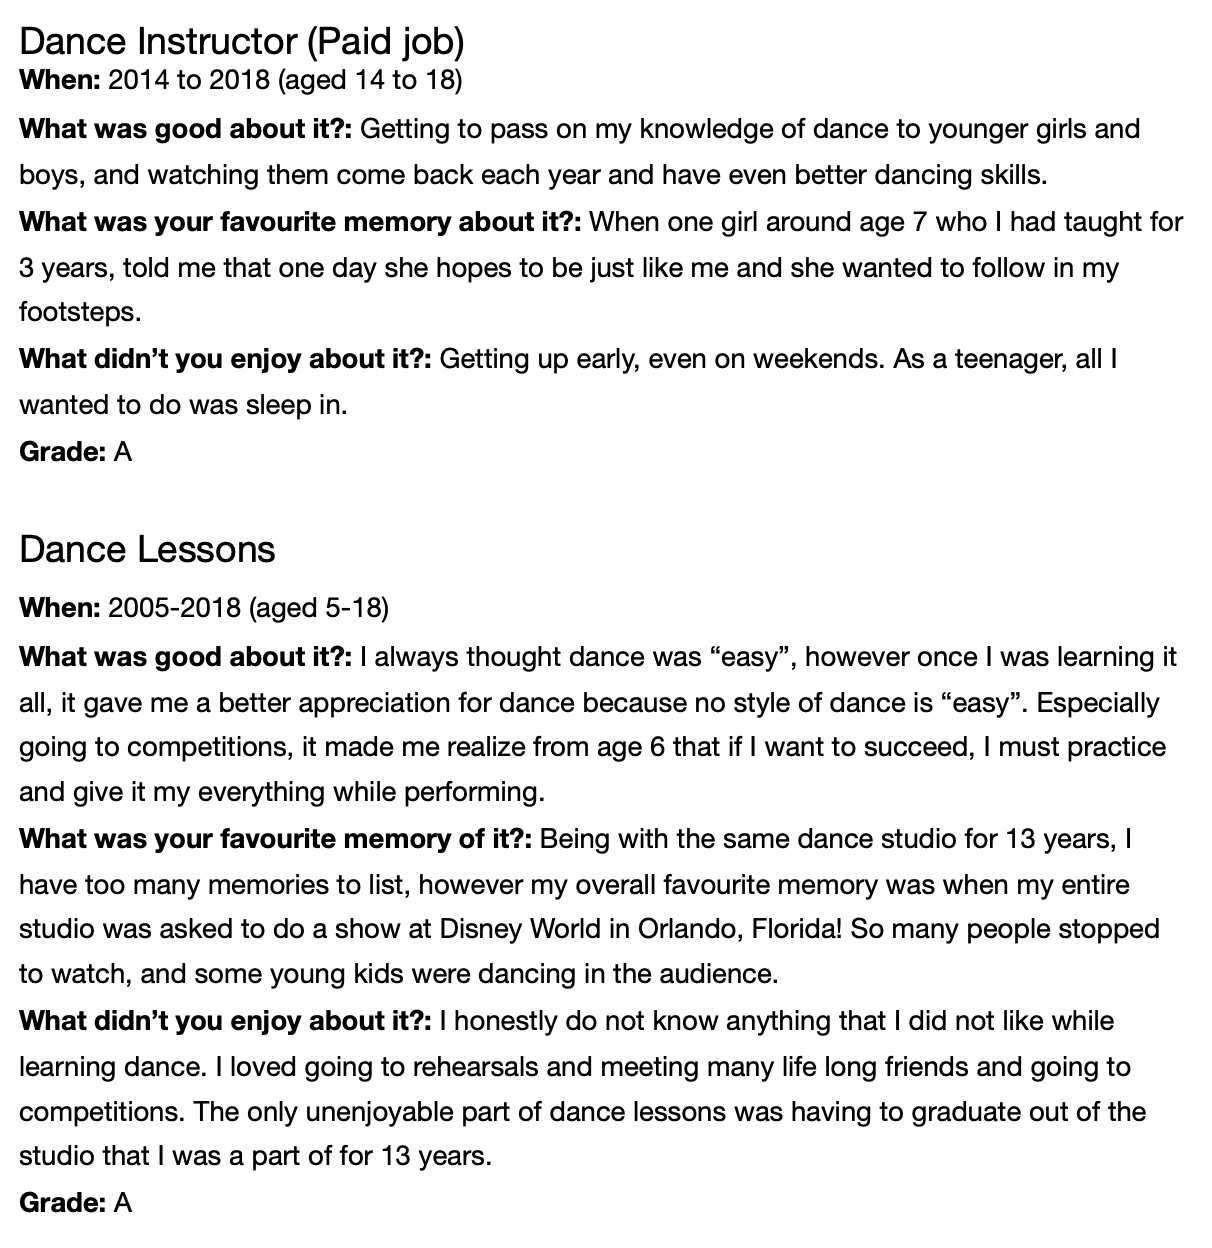 Dance Instructor (Paid job)
When: 2014 to 2018 (aged 14 to 18)
What was good about it?: Getting to pass on my knowledge of dance to younger girls and
boys, and watching them come back each year and have even better dancing skills.
What was your favourite memory about it?: When one girl around age 7 who I had taught for
3 years, told me that one day she hopes to be just like me and she wanted to follow in my
footsteps.
What didn’t you enjoy about it?: Getting up early, even on weekends. As a teenager, all I
wanted to do was sleep in.
Grade: A
Dance Lessons
When: 2005-2018 (aged 5-18)
What was good about it?: I always thought dance was “easy”, however once I was learning it
all, it gave me a better appreciation for dance because no style of dance is “easy”. Especially
going to competitions, it made me realize from age 6 that if I want to succeed, I must practice
and give it my everything while performing.
What was your favourite memory of it?: Being with the same dance studio for 13 years, I
have too many memories to list, however my overall favourite memory was when my entire
studio was asked to do a show at Disney World in Orlando, Florida! So many people stopped
to watch, and some young kids were dancing in the audience.
What didn’t you enjoy about it?: I honestly do not know anything that I did not like while
learning dance. I loved going to rehearsals and meeting many life long friends and going to
competitions. The only unenjoyable part of dance lessons was having to graduate out of the
studio that I was a part of for 13 years.
Grade: A